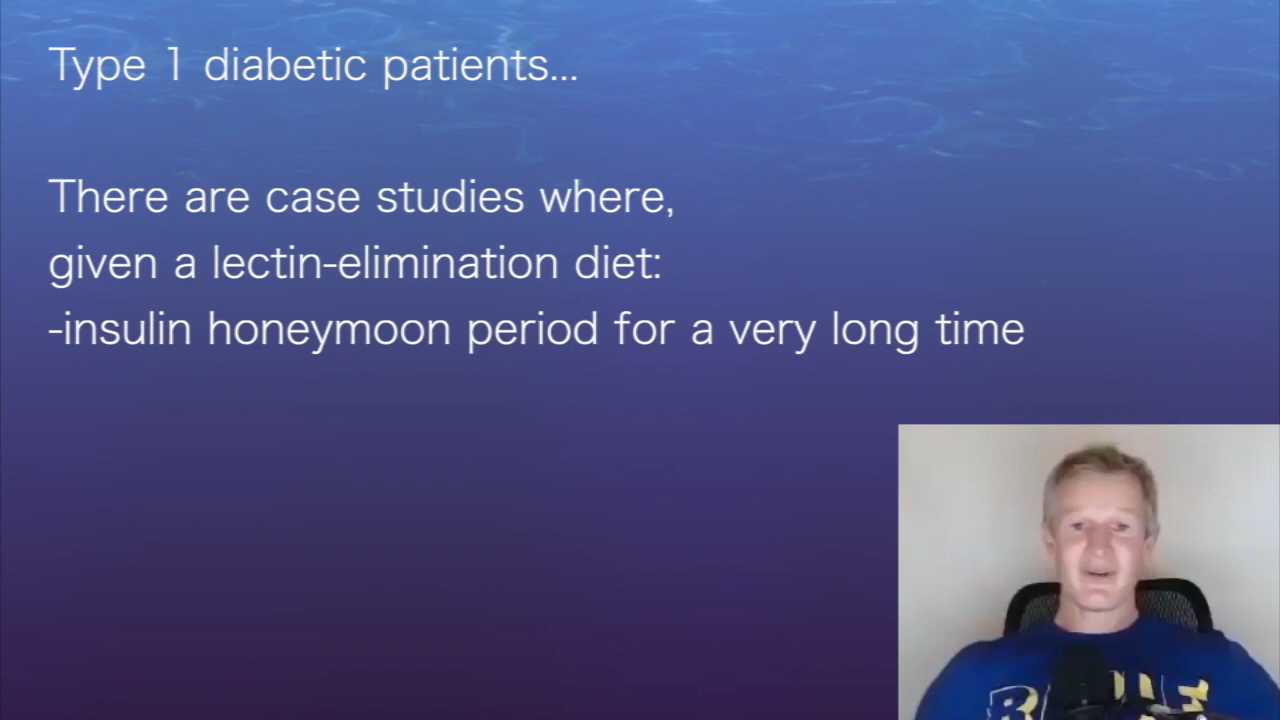 Type 1 diabetic patients...
There are case studies where,
given a lectin-elimination diet:
-insulin honeymoon period for a very long time